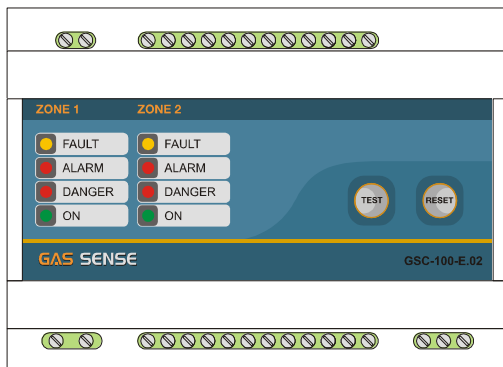 ZONE 1 ZONE 2
FAULT FAULT
ALARM ALARM
DANGER DANGER
ON ON
TEST RESET
GAS SENSE GSC-100-E.02